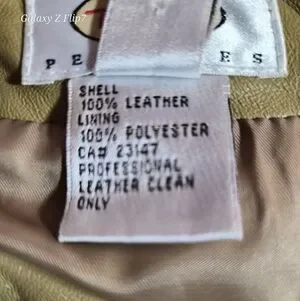 Galaxy Z Flip7
P E E S
SHELL
100% LEATHER
LINING
100% POLYESTER
CA# 23147
PROFESSIONAL
LEATHER CLEAN
ONLY